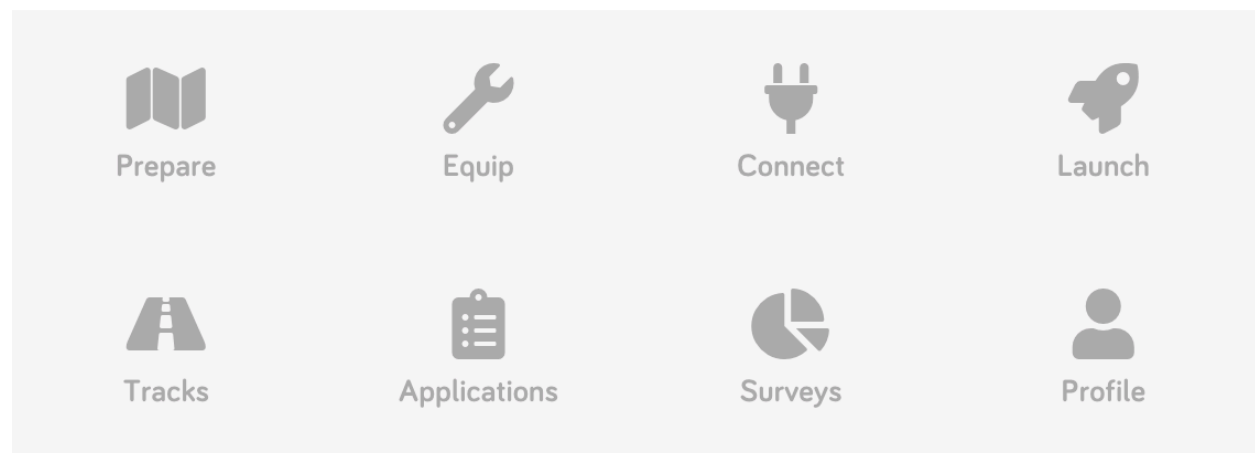 Prepare
Equip
Connect
Launch
Tracks
Applications
Surveys
Profile